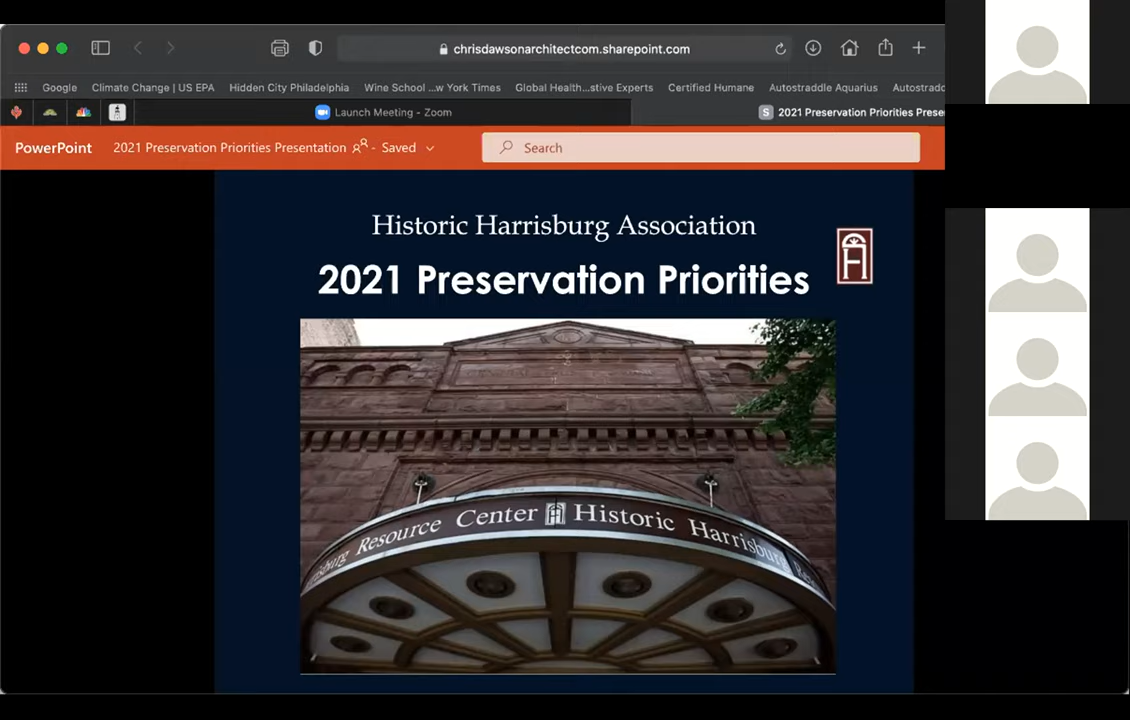 chrisdawsonarchitectcom.sharepoint.com
Google Climate Change | US EPA Hidden City Philadelphia Wine School ...w York Times Global Health...stive Experts Certified Humane Autostraddle Aquarius Autostradd
Launch Meeting - Zoom
S 2021 Preservation Priorities Prese
PowerPoint 2021 Preservation Priorities Presentation - Saved Search
Historic Harrisburg Association
2021 Preservation Priorities
Resource Center Historic Harrisburg